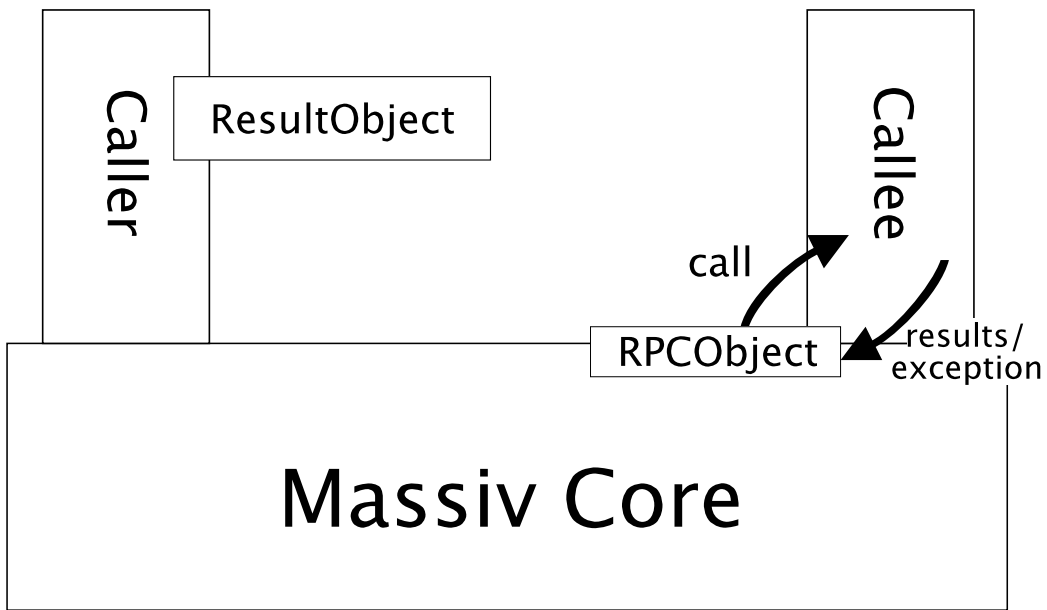 Caller
ResultObject
Callee
call
RPCObject
results/
exception
Massiv Core